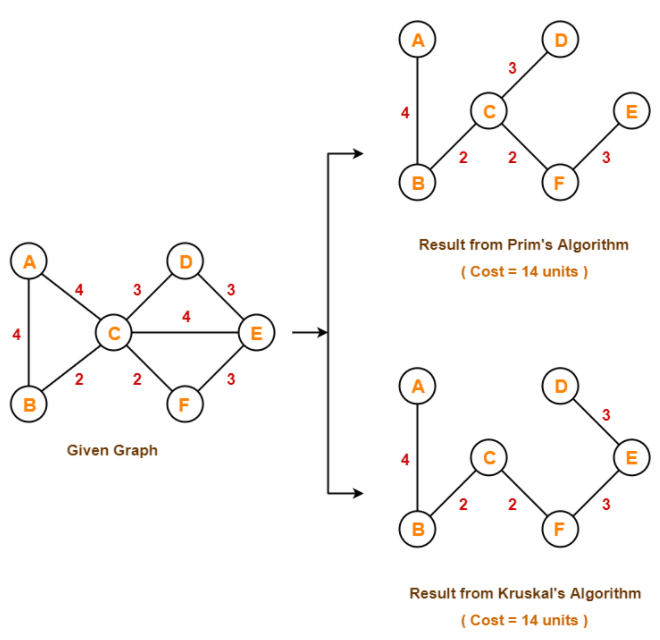 A
D
3
C
E
4
2
2
3
B
F
Result from Prim's Algorithm
( Cost = 14 units )
A
D
4
3
3
4
C
4
E
2
2
3
B
F
Given Graph
A
D
3
4
C
E
2
2
3
B
F
Result from Kruskal's Algorithm
( Cost = 14 units )